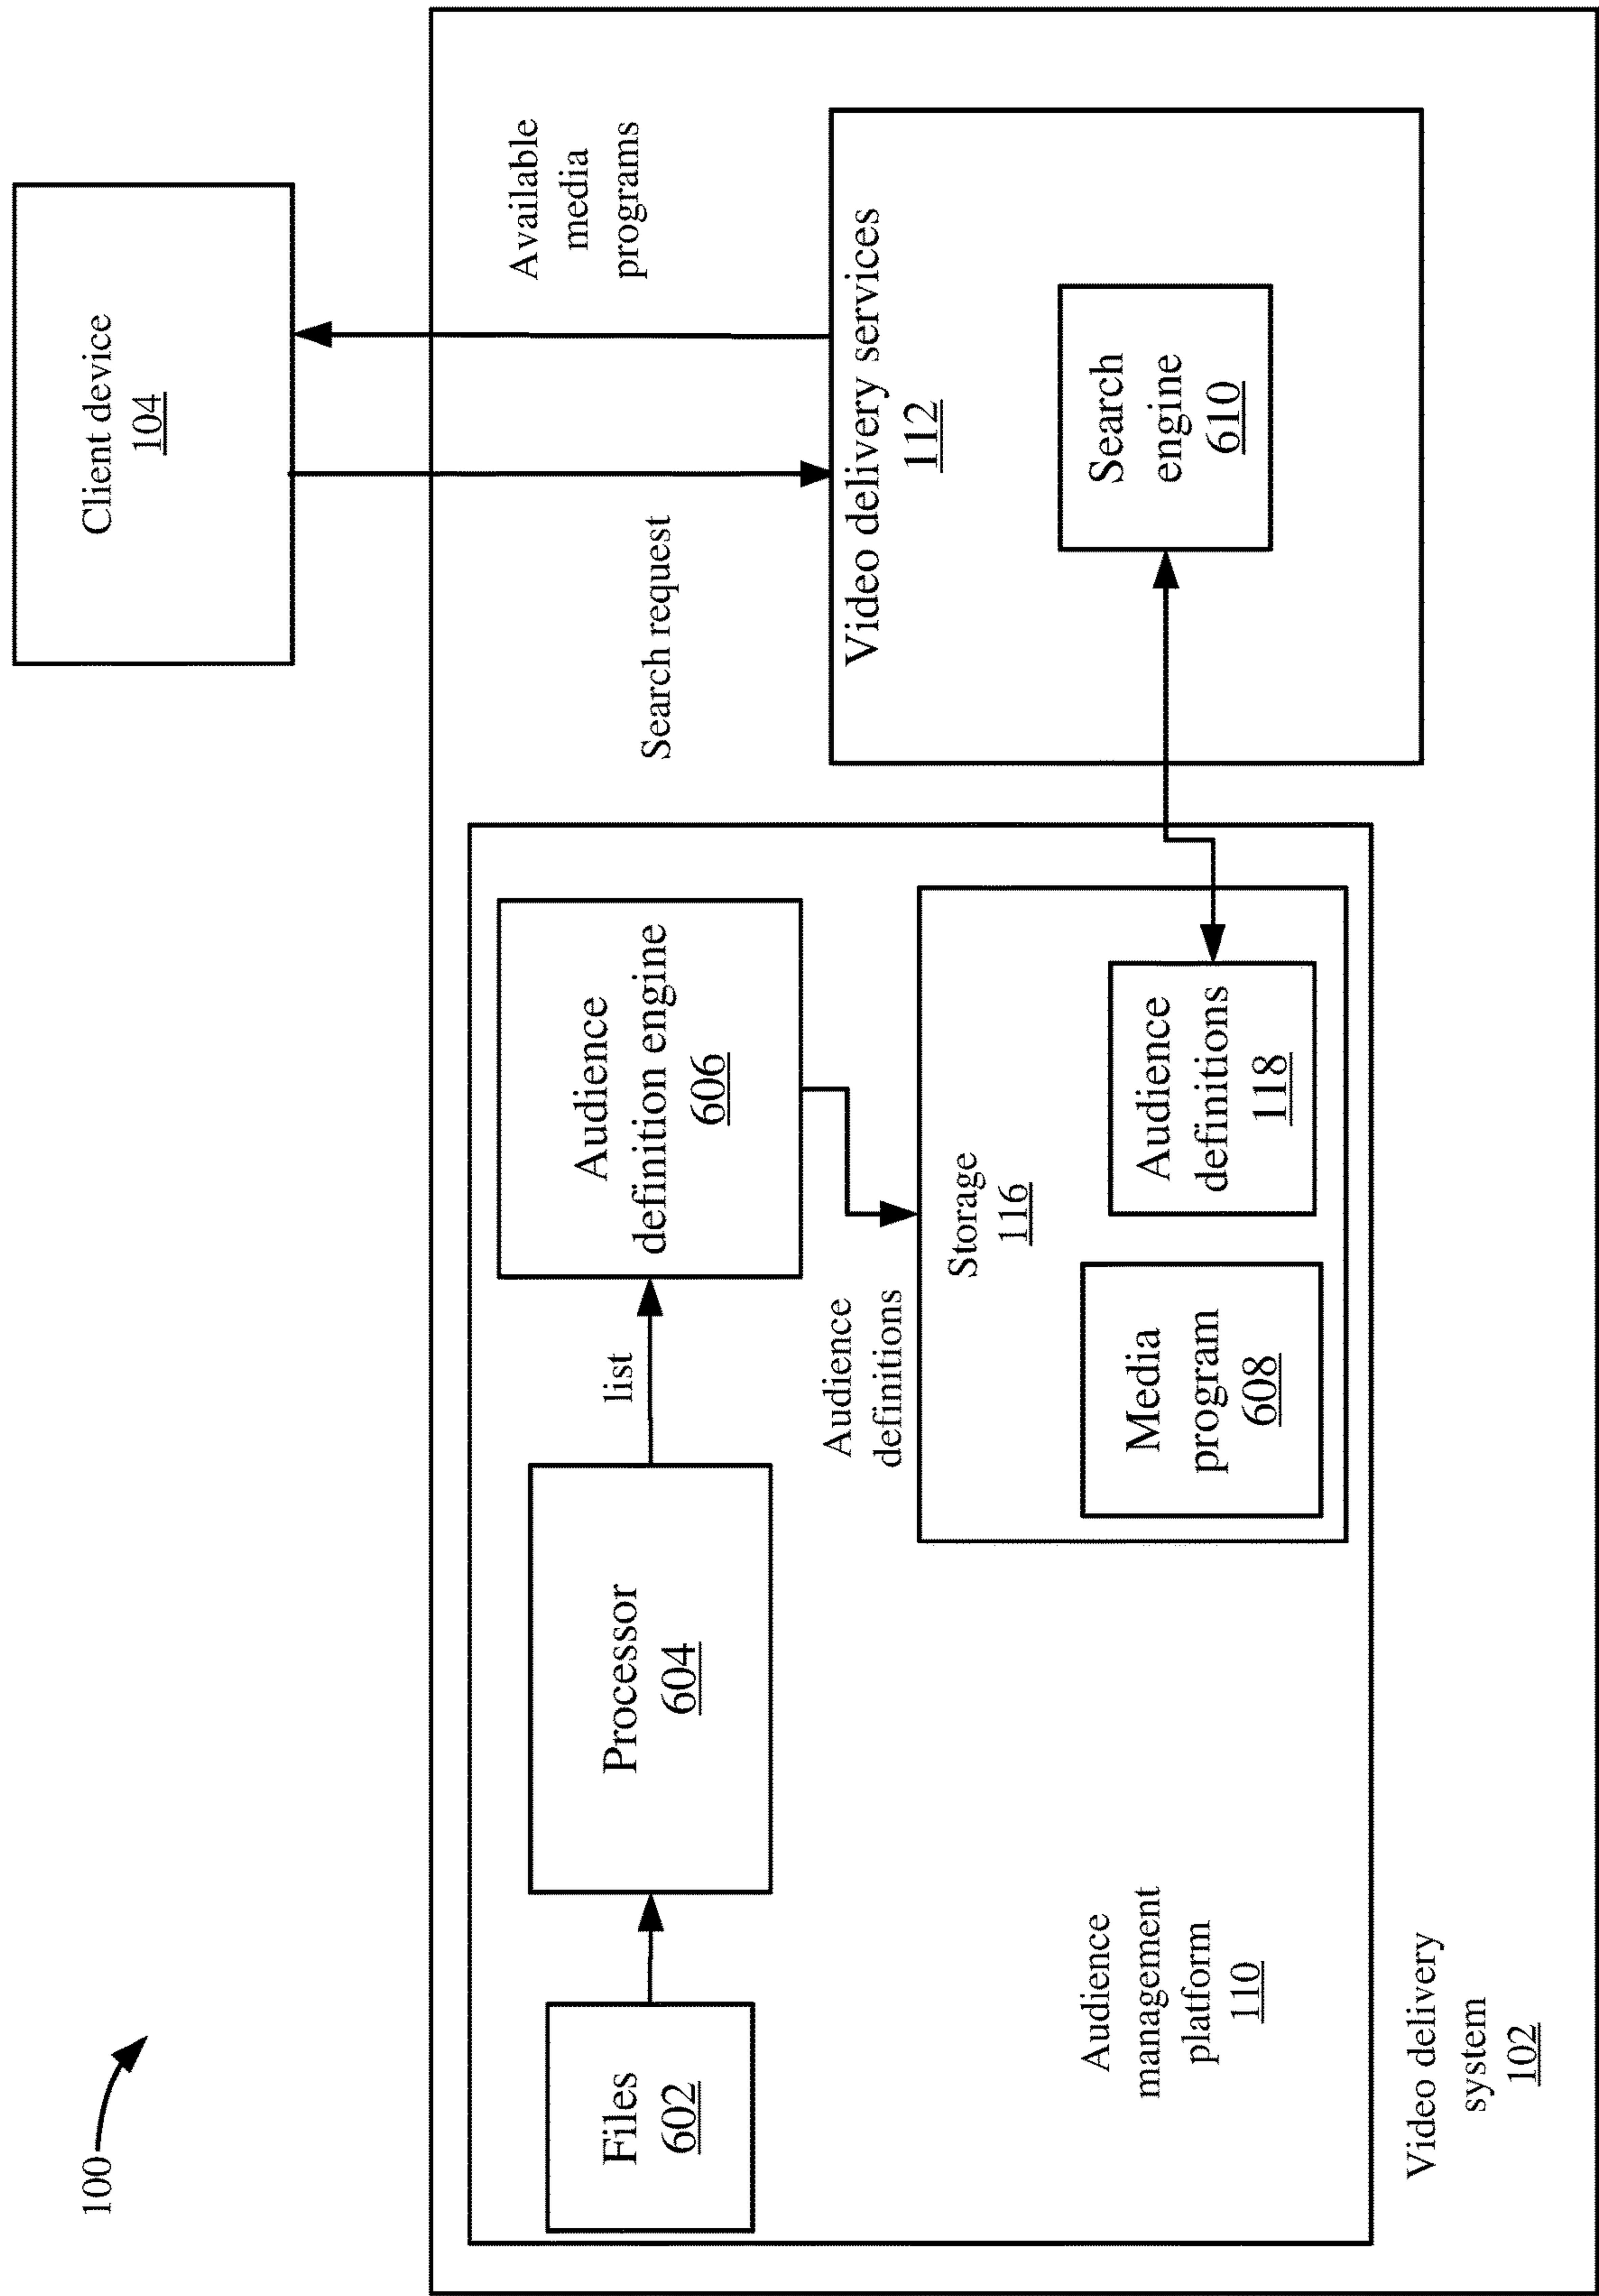 100
Client device
104
Available
media
programs
Search request
Files
602
Processor
604
list
Audience
definition engine
606
Audience
definitions
Storage
116
Media
program
608
Audience
definitions
118
Video delivery services
112
Search
engine
610
Audience
management
platform
110
Video delivery
system
102